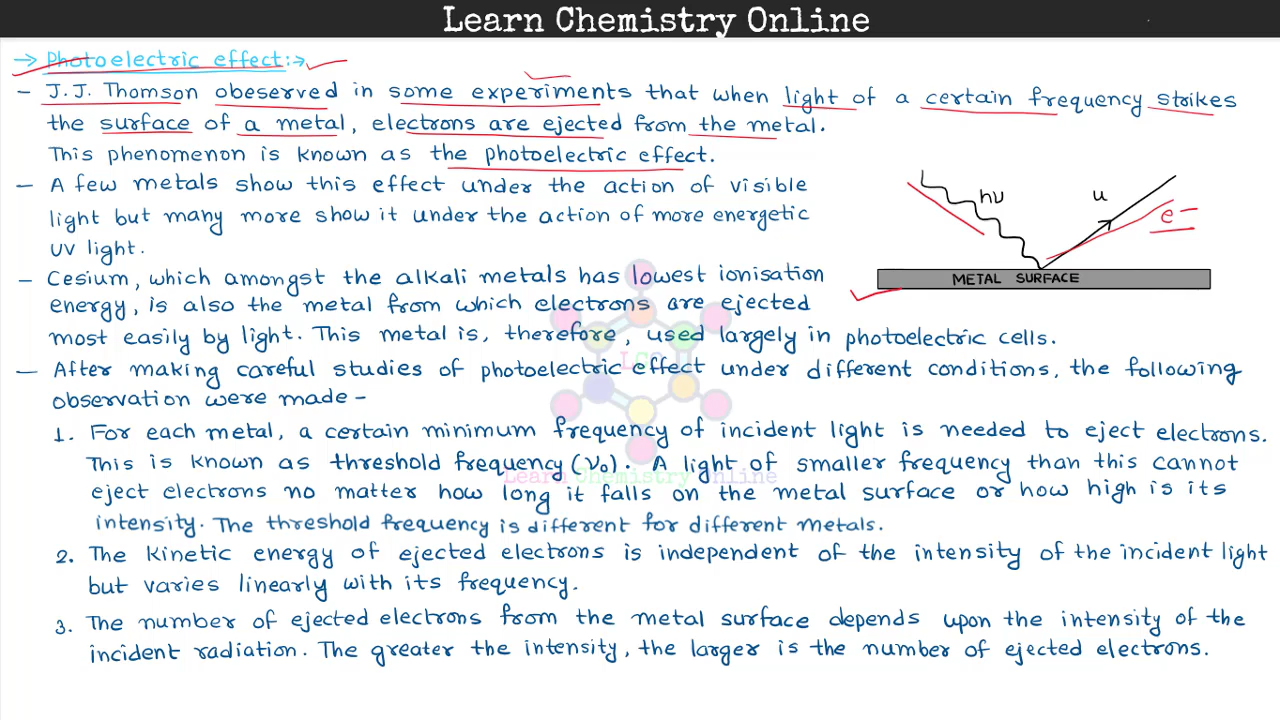 Learn Chemistry Online
→ Photoelectric effect:→
- J.J. Thomson obeserved in some experiments that when light of a certain frequency strikes
the surface of a metal, electrons are ejected from the metal.
This phenomenon is known as the photoelectric effect.
- A few metals show this effect under the action of visible
light but many more show it under the action of more energetic
UV light.
hν
u
e-
METAL SURFACE
- Cesium, which amongst the alkali metals has lowest ionisation
energy, is also the metal from which electrons are ejected
most easily by light. This metal is, therefore, used largely in photoelectric cells.
LCO
- After making careful studies of photoelectric effect under different conditions, the following
observation were made -
1. For each metal, a certain minimum frequency of incident light is needed to eject electrons.
This is known as threshold frequency (ν₀). A light of smaller frequency than this cannot
Learn Chemistry Online
eject electrons no matter how long it falls on the metal surface or how high is its
intensity. The threshold frequency is different for different metals.
2. The kinetic energy of ejected electrons is independent of the intensity of the incident light
but varies linearly with its frequency.
3. The number of ejected electrons from the metal surface depends upon the intensity of the
incident radiation. The greater the intensity, the larger is the number of ejected electrons.